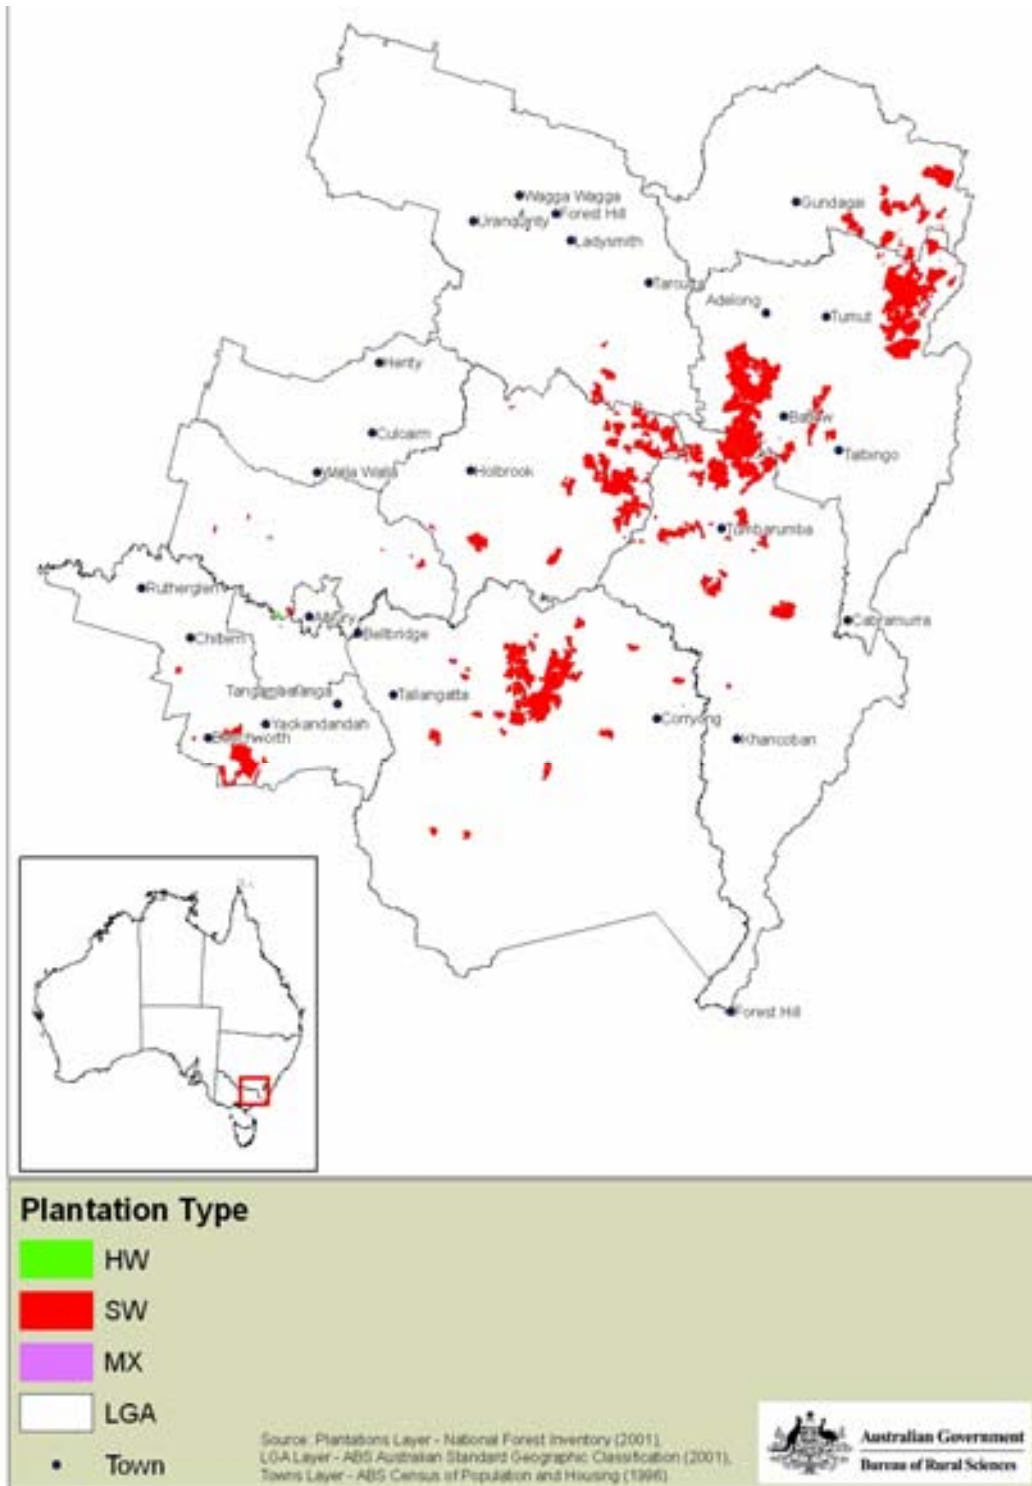 Wagga Wagga
Forest Hill
Uranquinty
Ladysmith
Gundagai
Adelong
Tumut
Henty
Culcairn
Walla Walla
Holbrook
Batlow
Talbingo
Tumbarumba
Rutherglen
Albury
Cabramurra
Chiltern
Bellbridge
Tallangatta
Yackandandah
Beechworth
Corryong
Khancoban
Forest Hill
Plantation Type
HW
SW
MX
LGA
Town
Source: Plantations Layer - National Forest Inventory (2001),
LGA Layer - ABS Australian Standard Geographic Classification (2001),
Towns Layer - ABS Census of Population and Housing (1996)
Australian Government
Bureau of Rural Sciences